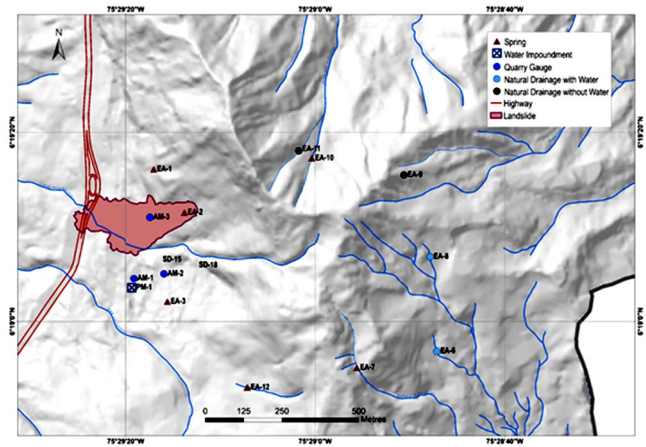 75°29'20"W 75°29'0"W 75°28'40"W
N
Spring
Water Impoundment
Quarry Gauge
Natural Drainage with Water
Natural Drainage without Water
Highway
Landslide
6°19'20"N 6°19'20"N
EA-11
EA-10
EA-1
EA-9
EA-2
AM-3
EA-8
SD-15
SD-18
AM-2
AM-1
PM-1
EA-3
6°19'0"N 6°19'0"N
EA-6
EA-7
EA-12
0 125 250 500
Metres
75°29'20"W 75°29'0"W 75°28'40"W